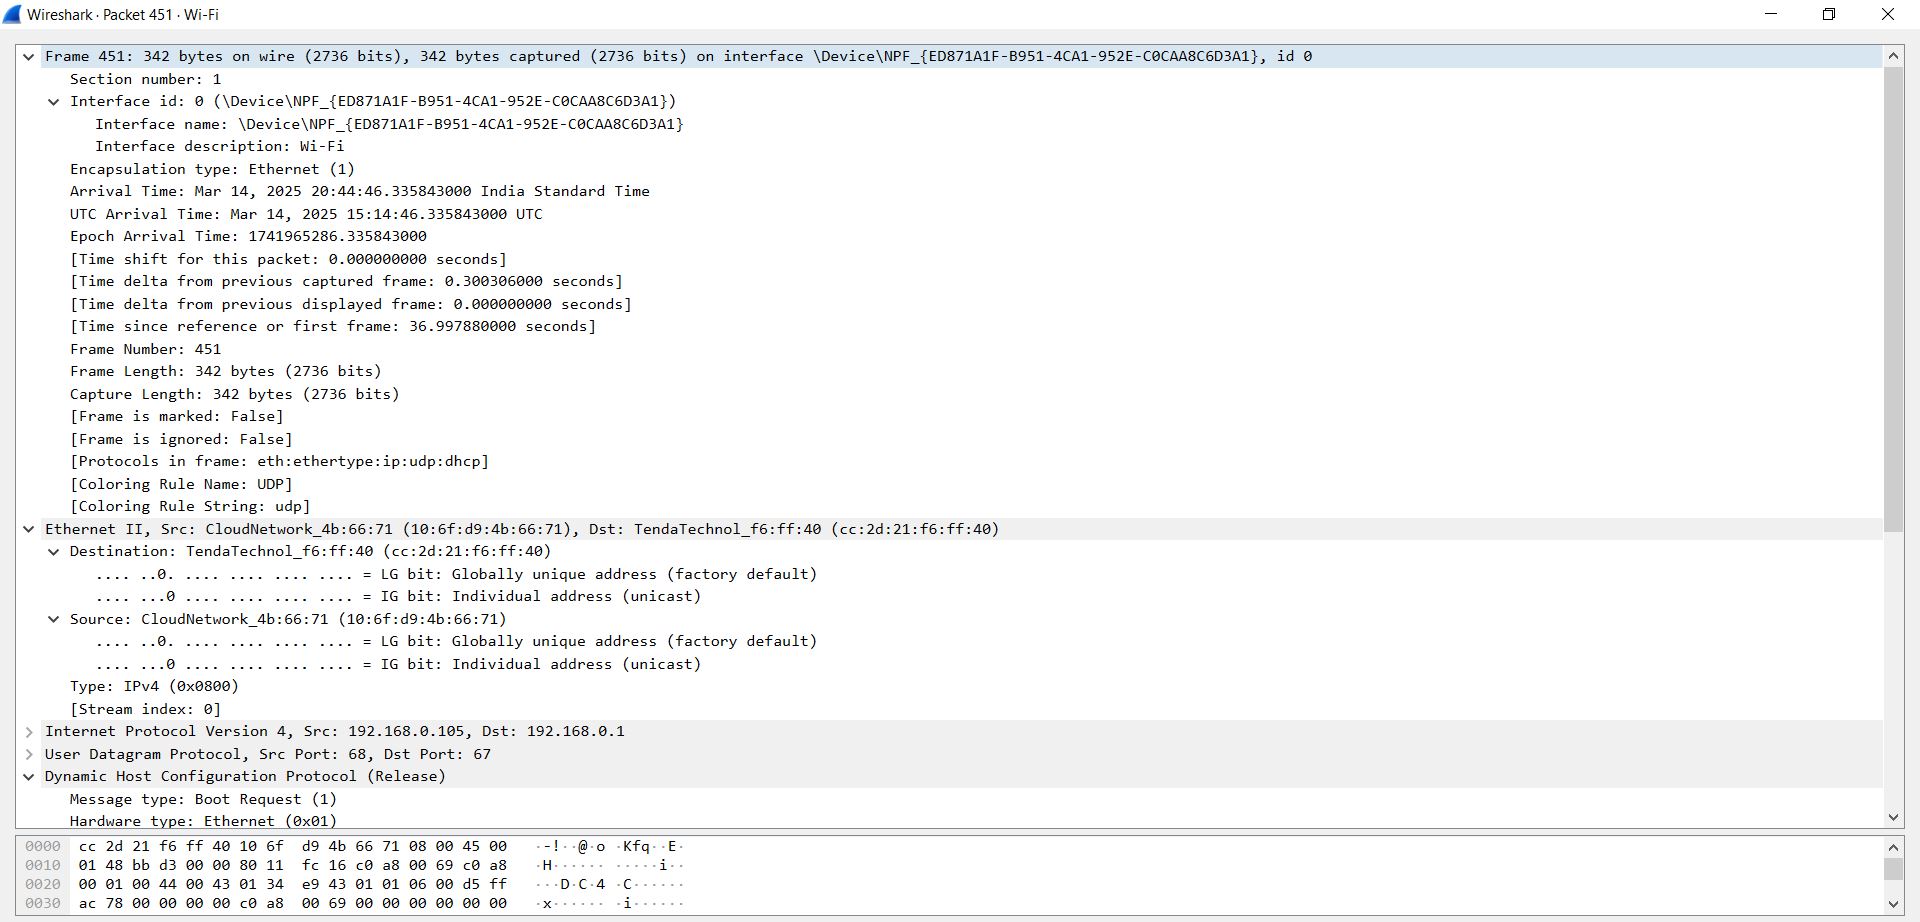 Wireshark · Packet 451 · Wi-Fi
Frame 451: 342 bytes on wire (2736 bits), 342 bytes captured (2736 bits) on interface \Device\NPF_{ED871A1F-B951-4CA1-952E-C0CAA8C6D3A1}, id 0
Section number: 1
Interface id: 0 (\Device\NPF_{ED871A1F-B951-4CA1-952E-C0CAA8C6D3A1})
Interface name: \Device\NPF_{ED871A1F-B951-4CA1-952E-C0CAA8C6D3A1}
Interface description: Wi-Fi
Encapsulation type: Ethernet (1)
Arrival Time: Mar 14, 2025 20:44:46.335843000 India Standard Time
UTC Arrival Time: Mar 14, 2025 15:14:46.335843000 UTC
Epoch Arrival Time: 1741965286.335843000
[Time shift for this packet: 0.000000000 seconds]
[Time delta from previous captured frame: 0.300306000 seconds]
[Time delta from previous displayed frame: 0.000000000 seconds]
[Time since reference or first frame: 36.997880000 seconds]
Frame Number: 451
Frame Length: 342 bytes (2736 bits)
Capture Length: 342 bytes (2736 bits)
[Frame is marked: False]
[Frame is ignored: False]
[Protocols in frame: eth:ethertype:ip:udp:dhcp]
[Coloring Rule Name: UDP]
[Coloring Rule String: udp]
Ethernet II, Src: CloudNetwork_4b:66:71 (10:6f:d9:4b:66:71), Dst: TendaTechnol_f6:ff:40 (cc:2d:21:f6:ff:40)
Destination: TendaTechnol_f6:ff:40 (cc:2d:21:f6:ff:40)
.... ..0. .... .... .... .... = LG bit: Globally unique address (factory default)
.... ...0 .... .... .... .... = IG bit: Individual address (unicast)
Source: CloudNetwork_4b:66:71 (10:6f:d9:4b:66:71)
.... ..0. .... .... .... .... = LG bit: Globally unique address (factory default)
.... ...0 .... .... .... .... = IG bit: Individual address (unicast)
Type: IPv4 (0x0800)
[Stream index: 0]
Internet Protocol Version 4, Src: 192.168.0.105, Dst: 192.168.0.1
User Datagram Protocol, Src Port: 68, Dst Port: 67
Dynamic Host Configuration Protocol (Release)
Message type: Boot Request (1)
Hardware type: Ethernet (0x01)
0000 cc 2d 21 f6 ff 40 10 6f d9 4b 66 71 08 00 45 00 ·-!··@·o ·Kfq··E·
0010 01 48 bb d3 00 00 80 11 fc 16 c0 a8 00 69 c0 a8 ·H······ ·····i··
0020 00 01 00 44 00 43 01 34 e9 43 01 01 06 00 d5 ff ···D·C·4 ·C······
0030 ac 78 00 00 00 00 c0 a8 00 69 00 00 00 00 00 00 ·x······ ·i······